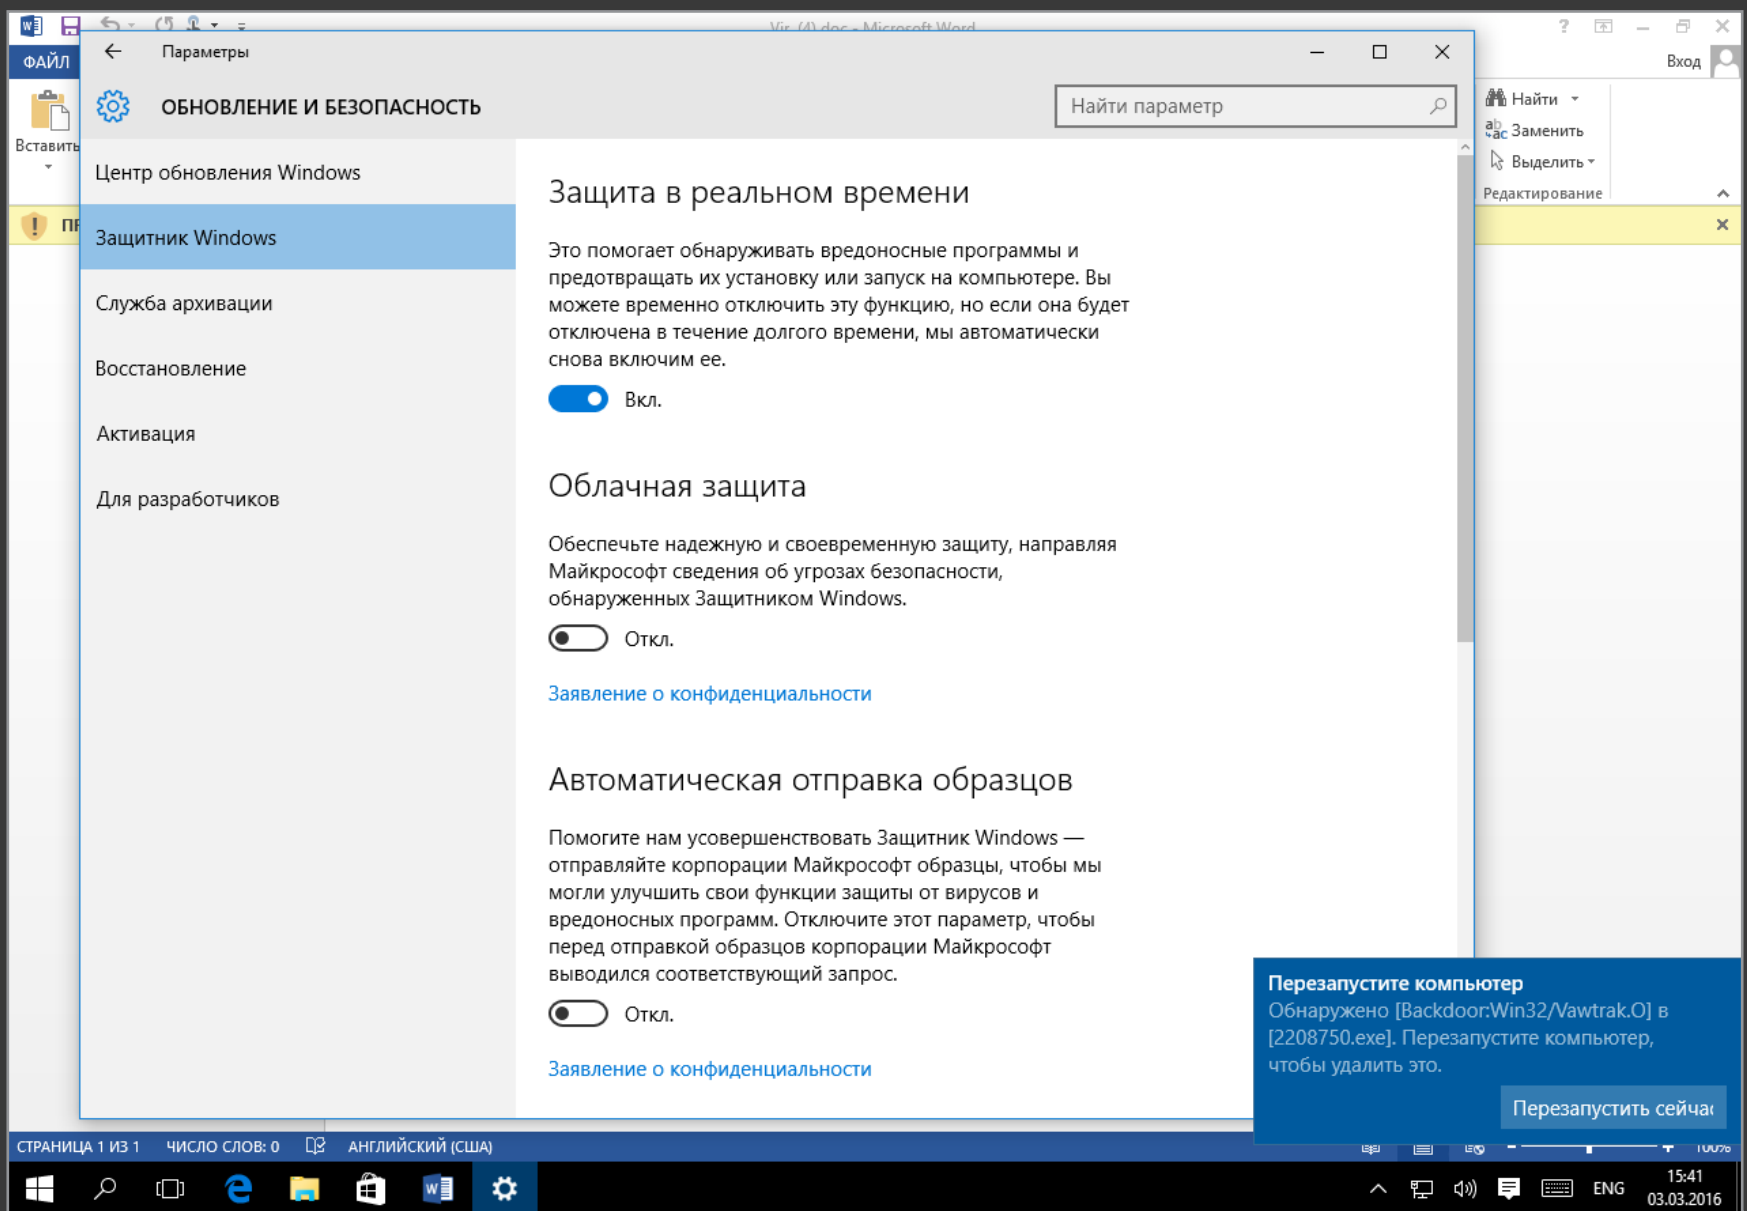 Vir_(4).doc - Microsoft Word
ФАЙЛ
Вход
Вставить
Найти
Заменить
Выделить
Редактирование
Параметры
ОБНОВЛЕНИЕ И БЕЗОПАСНОСТЬ
Найти параметр
Центр обновления Windows
Защитник Windows
Служба архивации
Восстановление
Активация
Для разработчиков
Защита в реальном времени
Это помогает обнаруживать вредоносные программы и
предотвращать их установку или запуск на компьютере. Вы
можете временно отключить эту функцию, но если она будет
отключена в течение долгого времени, мы автоматически
снова включим ее.
Вкл.
Облачная защита
Обеспечьте надежную и своевременную защиту, направляя
Майкрософт сведения об угрозах безопасности,
обнаруженных Защитником Windows.
Откл.
Заявление о конфиденциальности
Автоматическая отправка образцов
Помогите нам усовершенствовать Защитник Windows —
отправляйте корпорации Майкрософт образцы, чтобы мы
могли улучшить свои функции защиты от вирусов и
вредоносных программ. Отключите этот параметр, чтобы
перед отправкой образцов корпорации Майкрософт
выводился соответствующий запрос.
Откл.
Заявление о конфиденциальности
Перезапустите компьютер
Обнаружено [Backdoor:Win32/Vawtrak.O] в
[2208750.exe]. Перезапустите компьютер,
чтобы удалить это.
Перезапустить сейчас
СТРАНИЦА 1 ИЗ 1 ЧИСЛО СЛОВ: 0 АНГЛИЙСКИЙ (США) 100%
ENG
15:41
03.03.2016